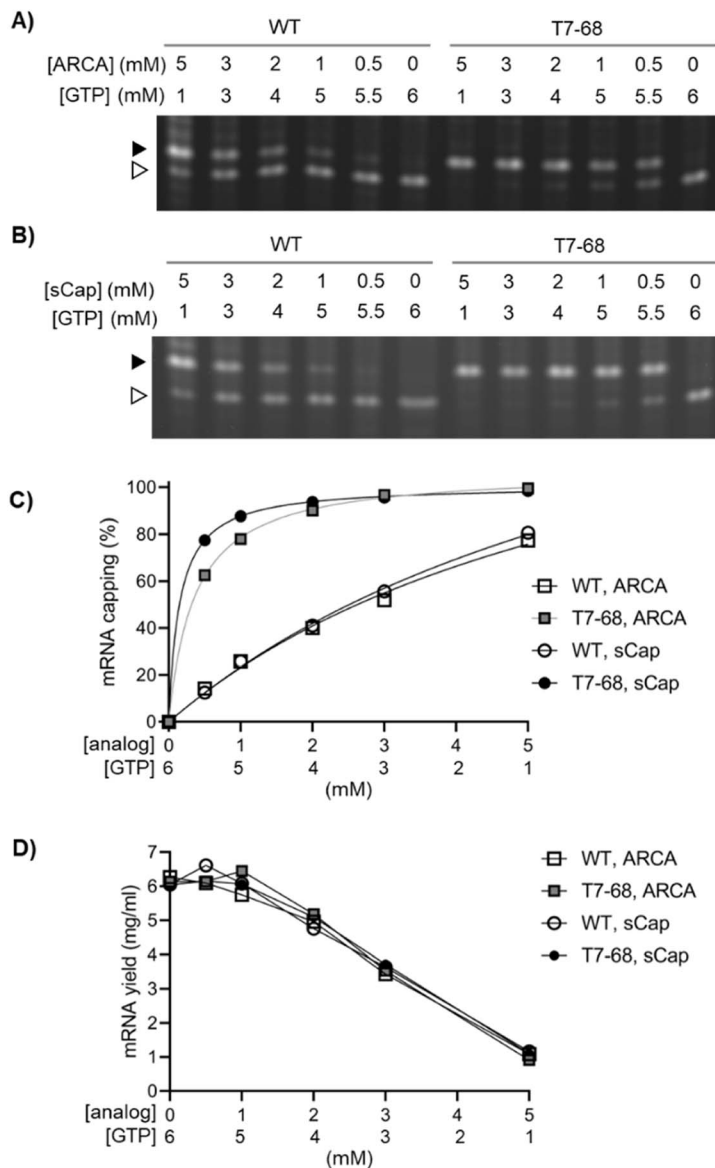 A)
WT T7-68
[ARCA] (mM) 5 3 2 1 0.5 0 5 3 2 1 0.5 0
[GTP] (mM) 1 3 4 5 5.5 6 1 3 4 5 5.5 6
B)
WT T7-68
[sCap] (mM) 5 3 2 1 0.5 0 5 3 2 1 0.5 0
[GTP] (mM) 1 3 4 5 5.5 6 1 3 4 5 5.5 6
C)
mRNA capping (%)
100
80
60
40
20
0
WT, ARCA
T7-68, ARCA
WT, sCap
T7-68, sCap
[analog] 0 1 2 3 4 5
[GTP] 6 5 4 3 2 1
(mM)
D)
mRNA yield (mg/ml)
7
6
5
4
3
2
1
0
WT, ARCA
T7-68, ARCA
WT, sCap
T7-68, sCap
[analog] 0 1 2 3 4 5
[GTP] 6 5 4 3 2 1
(mM)